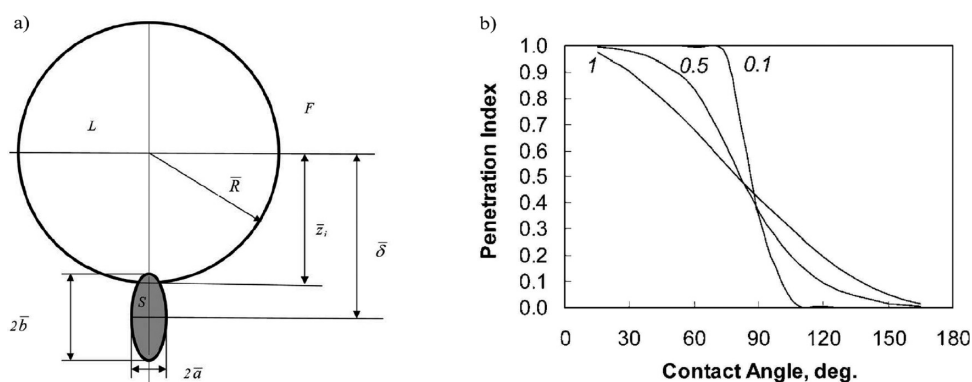 a)
L
F
R̅
z̅ᵢ
δ̅
S
2b̅
2a̅
b)
Penetration Index
1.0
0.9
0.8
0.7
0.6
0.5
0.4
0.3
0.2
0.1
0.0
1 0.5 0.1
0 30 60 90 120 150 180
Contact Angle, deg.